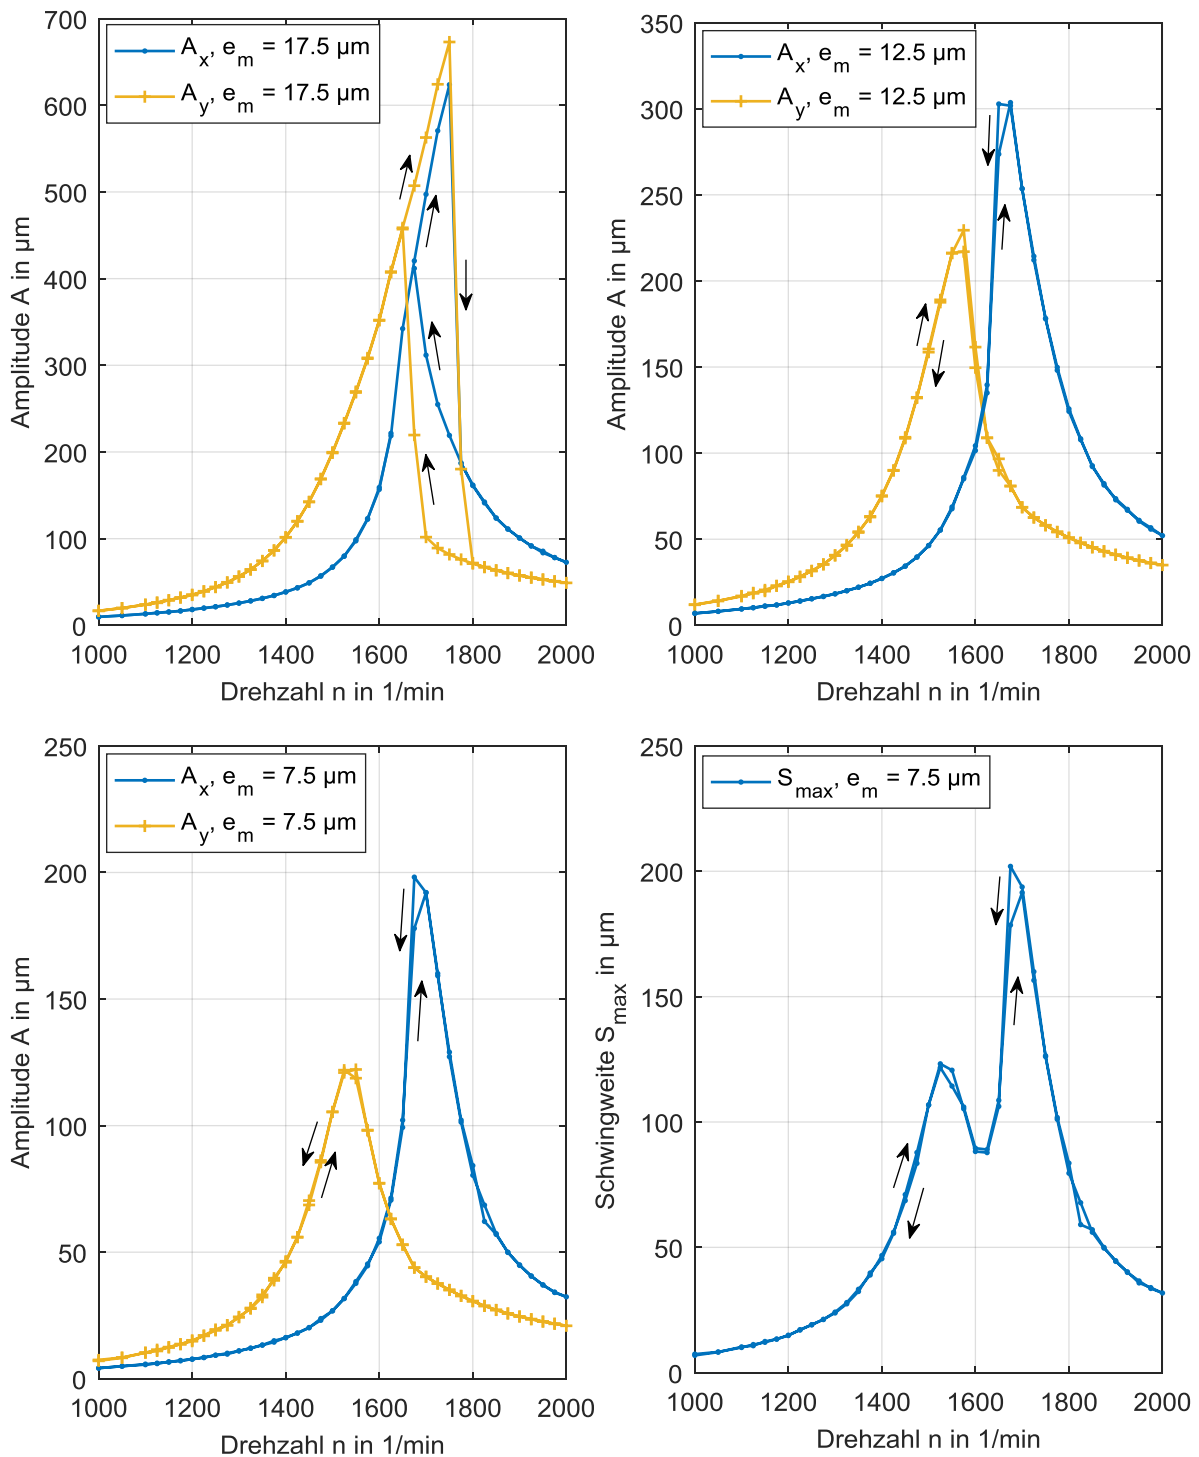 A_x, e_m = 17.5 µm
A_y, e_m = 17.5 µm
700
600
500
400
300
200
100
0
1000 1200 1400 1600 1800 2000
Amplitude A in µm
Drehzahl n in 1/min
A_x, e_m = 12.5 µm
A_y, e_m = 12.5 µm
350
300
250
200
150
100
50
0
1000 1200 1400 1600 1800 2000
Amplitude A in µm
Drehzahl n in 1/min
A_x, e_m = 7.5 µm
A_y, e_m = 7.5 µm
250
200
150
100
50
0
1000 1200 1400 1600 1800 2000
Amplitude A in µm
Drehzahl n in 1/min
S_max, e_m = 7.5 µm
250
200
150
100
50
0
1000 1200 1400 1600 1800 2000
Schwingweite S_max in µm
Drehzahl n in 1/min